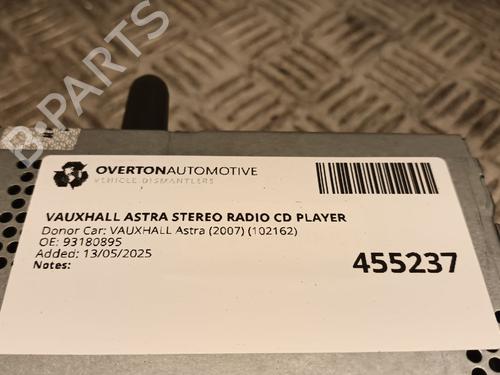 B-PARTS
OVERTONAUTOMOTIVE
VEHICLE DISMANTLERS
VAUXHALL ASTRA STEREO RADIO CD PLAYER
Donor Car: VAUXHALL Astra (2007) (102162)
OE: 93180895
Added: 13/05/2025
Notes:
455237